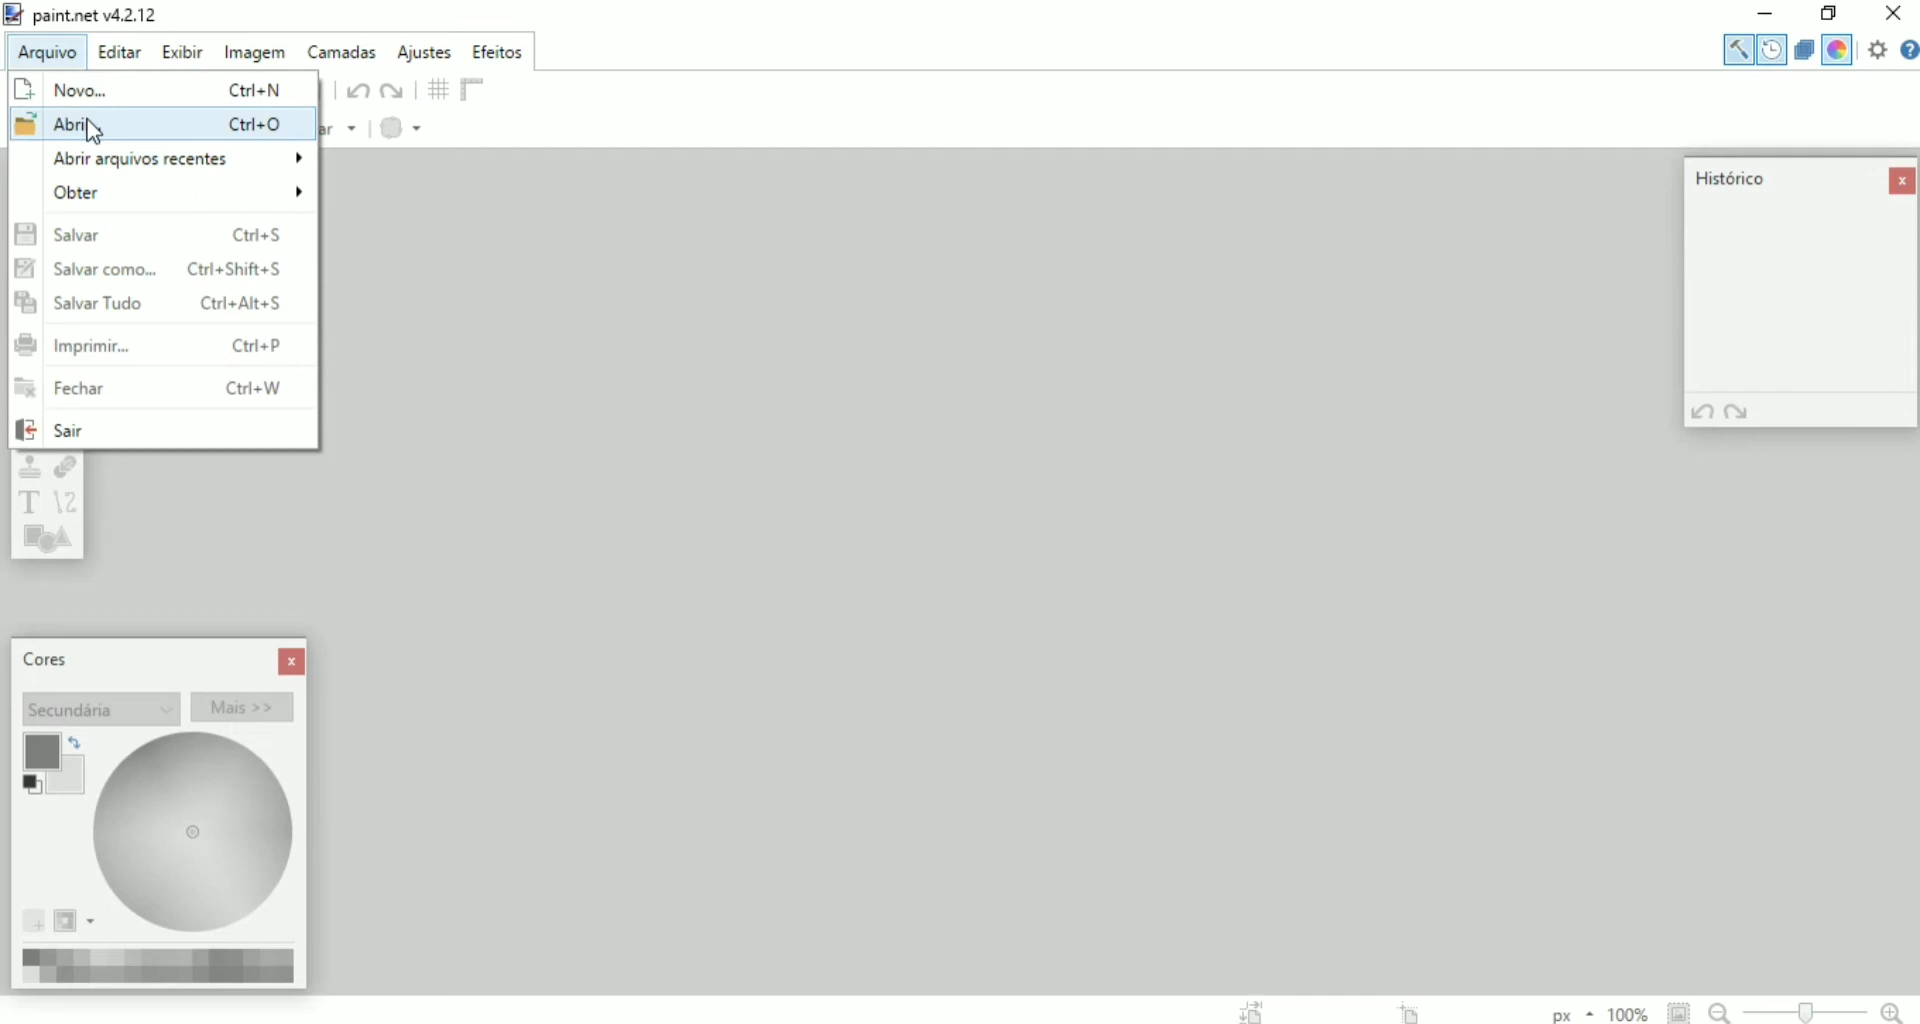 paint.net v4.2.12
Arquivo Editar Exibir Imagem Camadas Ajustes Efeitos
Novo... Ctrl+N
Ctrl+O
Abrir arquivos recentes
Obter
Salvar Ctrl+S
Salvar como... Ctrl+Shift+S
Salvar Tudo Ctrl+Alt+S
Imprimir... Ctrl+P
Fechar Ctrl+W
Sair
Histórico
Cores
Secundária Mais >>
px 100%